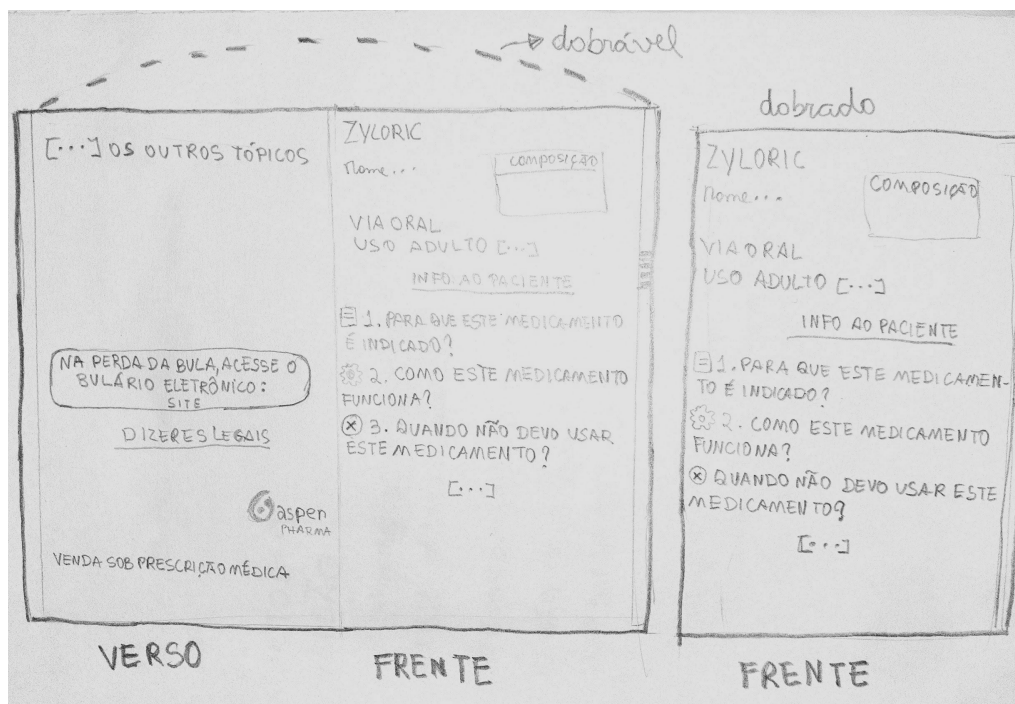 dobrável
[...] OS OUTROS TÓPICOS
NA PERDA DA BULA, ACESSE O
BULÁRIO ELETRÔNICO:
SITE
DIZERES LEGAIS
aspen
PHARMA
VENDA SOB PRESCRIÇÃO MÉDICA
VERSO
ZYLORIC
nome...
COMPOSIÇÃO
VIA ORAL
USO ADULTO [...]
INFO AO PACIENTE
1. PARA QUE ESTE MEDICAMENTO
É INDICADO?
2. COMO ESTE MEDICAMENTO
FUNCIONA?
3. QUANDO NÃO DEVO USAR
ESTE MEDICAMENTO?
[...]
FRENTE
dobrado
ZYLORIC
nome...
COMPOSIÇÃO
VIA ORAL
USO ADULTO [...]
INFO AO PACIENTE
1. PARA QUE ESTE MEDICAMEN-
TO É INDICADO?
2. COMO ESTE MEDICAMENTO
FUNCIONA?
QUANDO NÃO DEVO USAR ESTE
MEDICAMENTO?
[...]
FRENTE